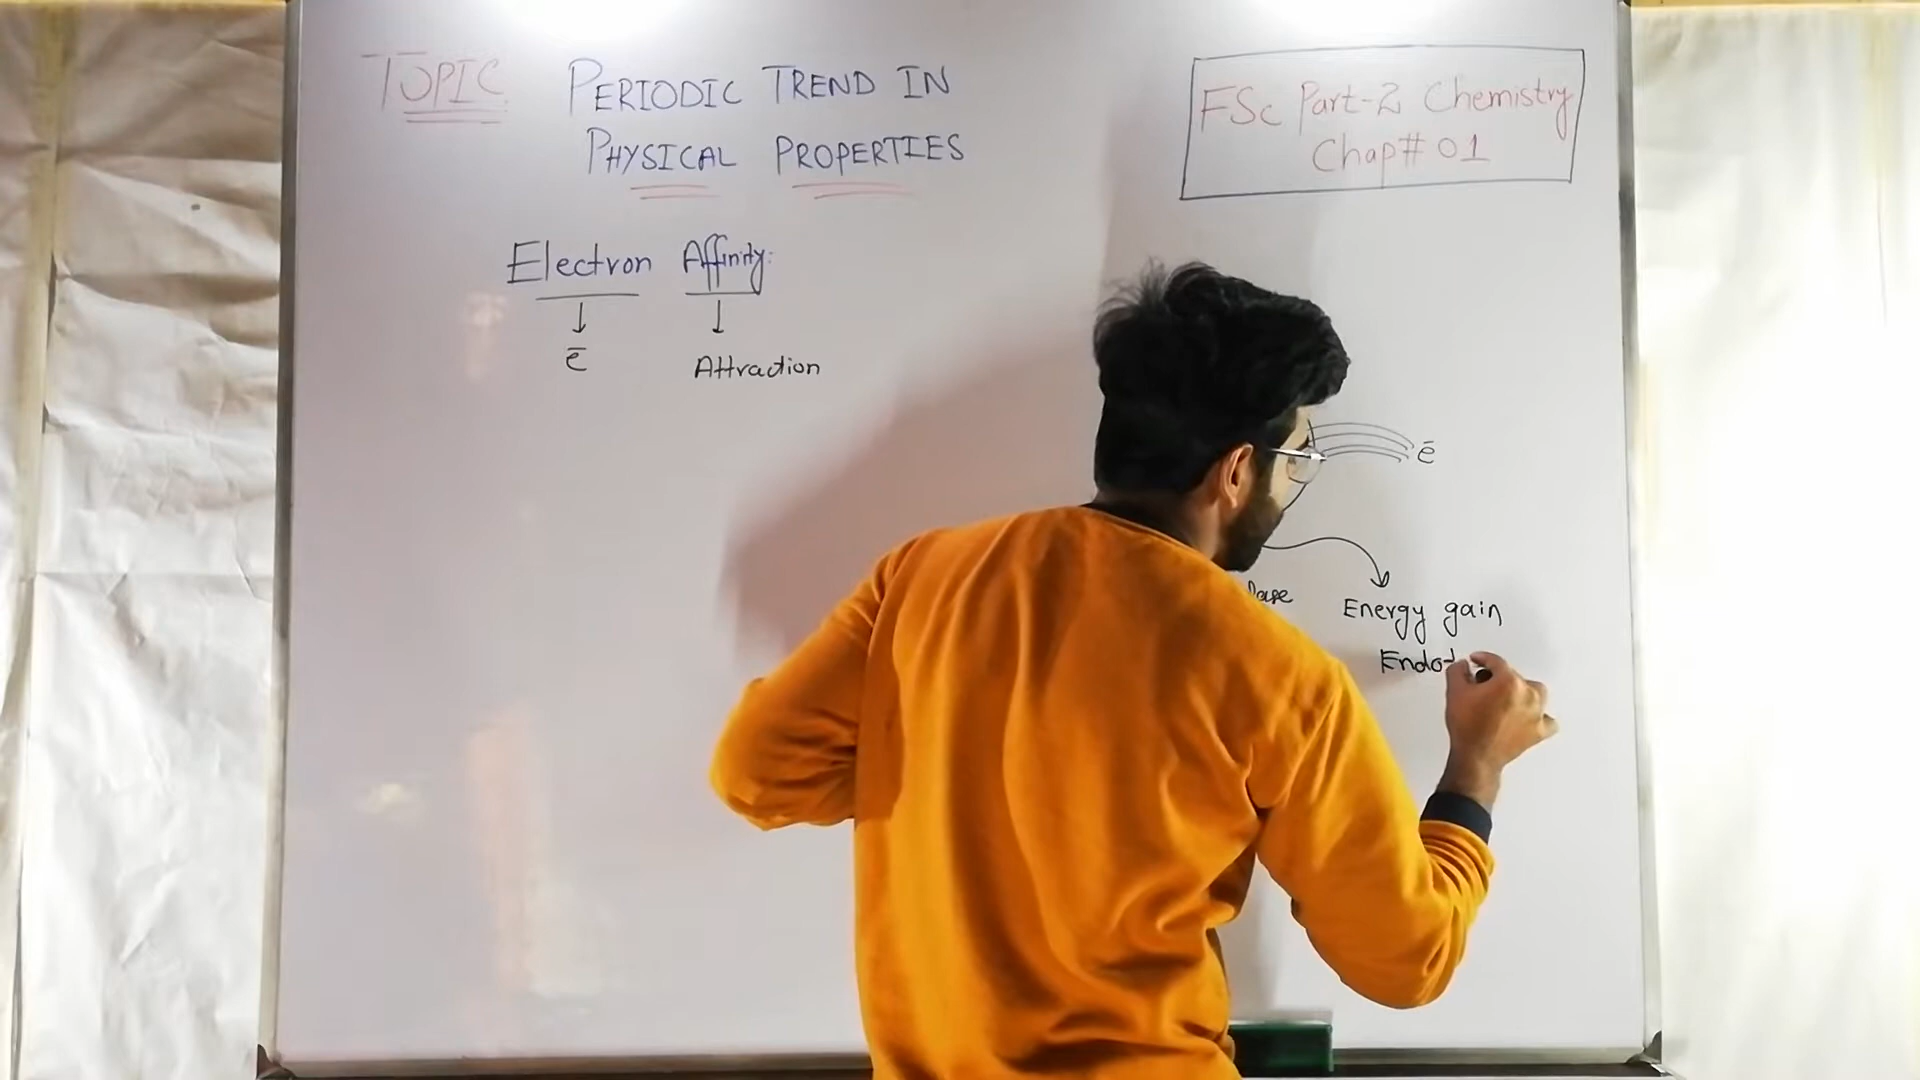 TOPIC PERIODIC TREND IN
PHYSICAL PROPERTIES
FSc Part-2 Chemistry
Chap# 01
Electron Affinity:
ē
Attraction
ē
Energy gain